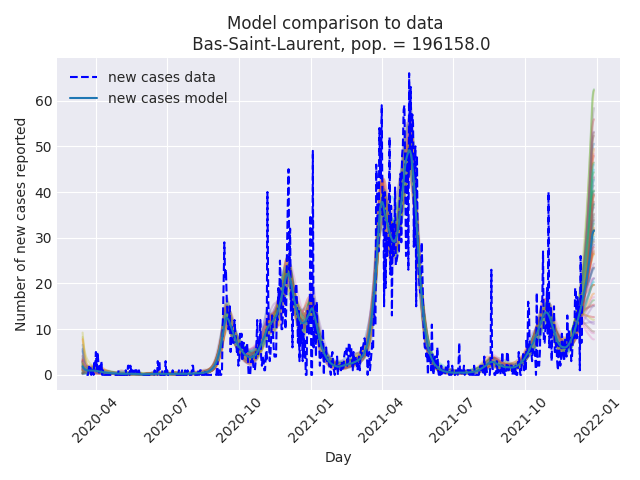 Model comparison to data
Bas-Saint-Laurent, pop. = 196158.0
new cases data
new cases model
Number of new cases reported
60
50
40
30
20
10
0
2020-04
2020-07
2020-10
2021-01
2021-04
2021-07
2021-10
2022-01
Day